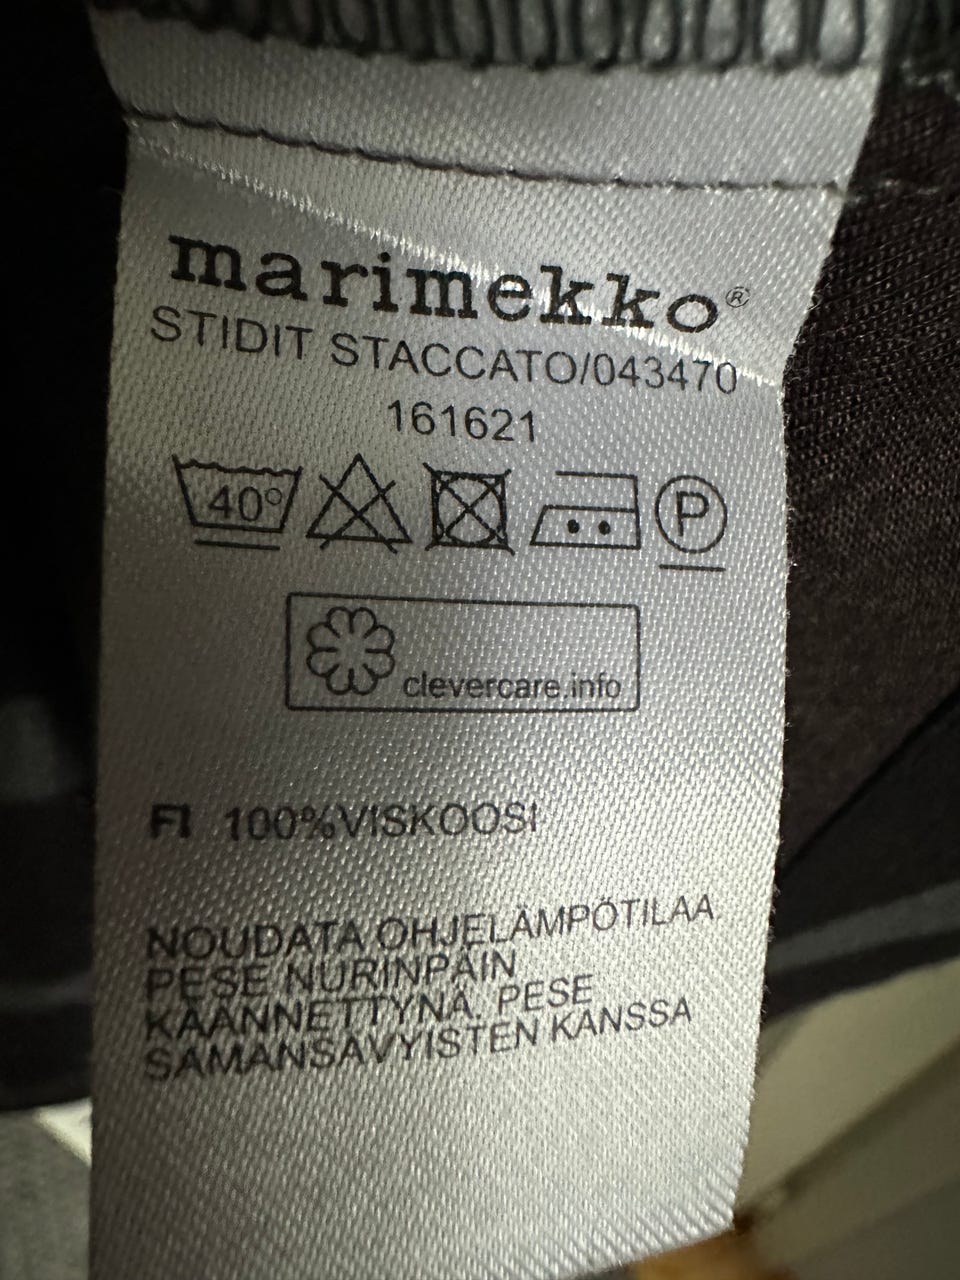 marimekko®
STIDIT STACCATO/043470
161621
40°
P
clevercare.info
FI 100%VISKOOSI
NOUDATA OHJELÄMPÖTILAA
PESE NURINPÄIN
KÄÄNNETTYNÄ. PESE
SAMANSÄVYISTEN KANSSA